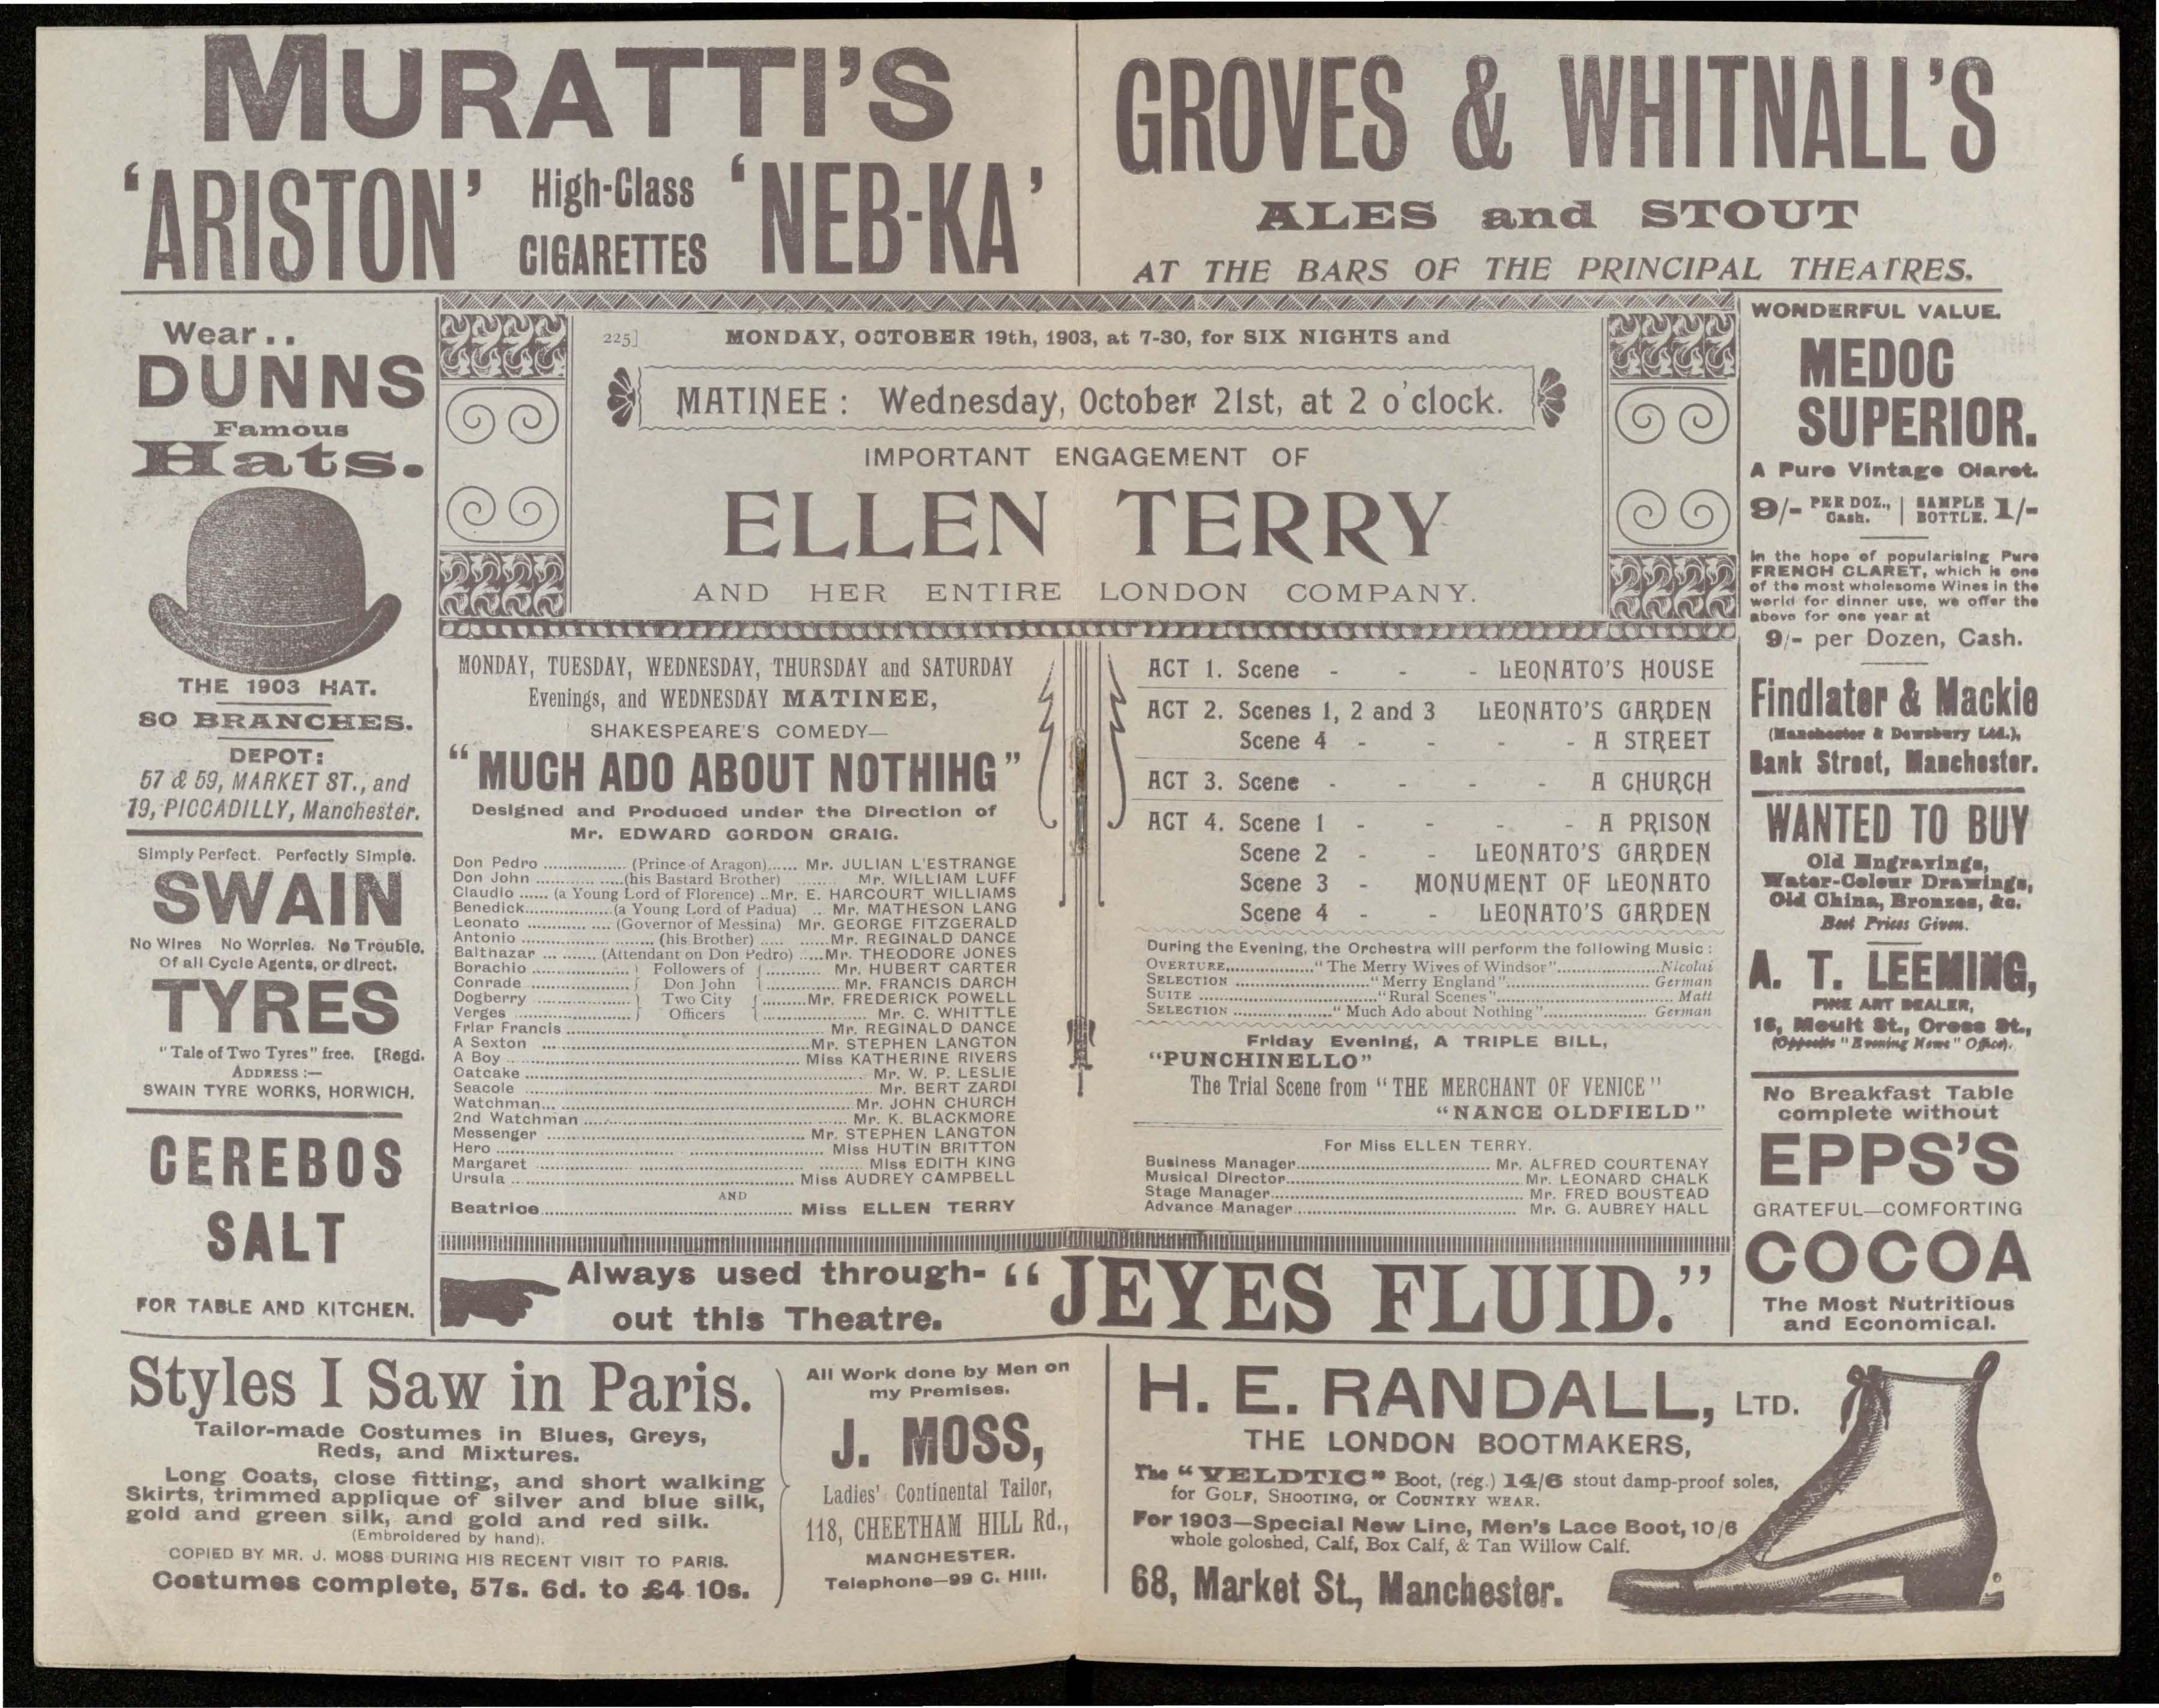 MURATTI'S
'ARISTON' High-Class CIGARETTES 'NEB-KA'
GROVES & WHITNALL'S
ALES and STOUT
AT THE BARS OF THE PRINCIPAL THEATRES.
Wear..
DUNNS
Famous
Hats.
THE 1903 HAT.
80 BRANCHES.
DEPOT:
57 & 59, MARKET ST., and
19, PICCADILLY, Manchester.
Simply Perfect. Perfectly Simple.
SWAIN
No Wires No Worries. No Trouble.
Of all Cycle Agents, or direct.
TYRES
"Tale of Two Tyres" free. [Regd.
ADDRESS :—
SWAIN TYRE WORKS, HORWICH.
CEREBOS
SALT
FOR TABLE AND KITCHEN.
225] MONDAY, OCTOBER 19th, 1903, at 7-30, for SIX NIGHTS and
MATINEE : Wednesday, October 21st, at 2 o'clock.
IMPORTANT ENGAGEMENT OF
ELLEN TERRY
AND HER ENTIRE LONDON COMPANY.
MONDAY, TUESDAY, WEDNESDAY, THURSDAY and SATURDAY
Evenings, and WEDNESDAY MATINEE,
SHAKESPEARE'S COMEDY—
"MUCH ADO ABOUT NOTHIHG"
Designed and Produced under the Direction of
Mr. EDWARD GORDON CRAIG.
Don Pedro ........ (Prince of Aragon)...... Mr. JULIAN L'ESTRANGE
Don John ........ (his Bastard Brother) ........ Mr. WILLIAM LUFF
Claudio ...... (a Young Lord of Florence) ..Mr. E. HARCOURT WILLIAMS
Benedick........ (a Young Lord of Padua) .. Mr. MATHESON LANG
Leonato ........ (Governor of Messina) Mr. GEORGE FITZGERALD
Antonio ........ (his Brother) ........ Mr. REGINALD DANCE
Balthazar ........ (Attendant on Don Pedro) .....Mr. THEODORE JONES
Borachio ........ } Followers of { ........ Mr. HUBERT CARTER
Conrade ........ } Don John { ........ Mr. FRANCIS DARCH
Dogberry ........ } Two City { ........ Mr. FREDERICK POWELL
Verges ........ } Officers { ........ Mr. C. WHITTLE
Friar Francis ........ Mr. REGINALD DANCE
A Sexton ........ Mr. STEPHEN LANGTON
A Boy ........ Miss KATHERINE RIVERS
Oatcake ........ Mr. W. P. LESLIE
Seacole ........ Mr. BERT ZARDI
Watchman ........ Mr. JOHN CHURCH
2nd Watchman ........ Mr. K. BLACKMORE
Messenger ........ Mr. STEPHEN LANGTON
Hero ........ Miss HUTIN BRITTON
Margaret ........ Miss EDITH KING
Ursula ........ Miss AUDREY CAMPBELL
AND
Beatrice........ Miss ELLEN TERRY
ACT 1. Scene - - - LEONATO'S HOUSE
ACT 2. Scenes 1, 2 and 3 LEONATO'S GARDEN
Scene 4 - - - - A STREET
ACT 3. Scene - - - - A CHURCH
ACT 4. Scene 1 - - - - A PRISON
Scene 2 - - LEONATO'S GARDEN
Scene 3 - MONUMENT OF LEONATO
Scene 4 - - LEONATO'S GARDEN
During the Evening, the Orchestra will perform the following Music :
OVERTURE........"The Merry Wives of Windsor"........Nicolai
SELECTION ........"Merry England"........ German
SUITE ........"Rural Scenes"........ Matt
SELECTION ........"Much Ado about Nothing"........ German
Friday Evening, A TRIPLE BILL,
"PUNCHINELLO"
The Trial Scene from "THE MERCHANT OF VENICE"
"NANCE OLDFIELD"
For Miss ELLEN TERRY.
Business Manager........ Mr. ALFRED COURTENAY
Musical Director........ Mr. LEONARD CHALK
Stage Manager........ Mr. FRED BOUSTEAD
Advance Manager........ Mr. G. AUBREY HALL
Always used through-
out this Theatre.
"JEYES FLUID."
WONDERFUL VALUE.
MEDOC
SUPERIOR.
A Pure Vintage Claret.
9/- PER DOZ., Cash. | SAMPLE BOTTLE. 1/-
In the hope of popularising Pure
FRENCH CLARET, which is one
of the most wholesome Wines in the
world for dinner use, we offer the
above for one year at
9/- per Dozen, Cash.
Findlater & Mackie
(Manchester & Dewsbury Ltd.),
Bank Street, Manchester.
WANTED TO BUY
Old Engravings,
Water-Colour Drawings,
Old China, Bronzes, &c.
Best Prices Given.
A. T. LEEMING,
FINE ART DEALER,
16, Moult St., Cross St.,
(Opposite "Evening News" Office).
No Breakfast Table
complete without
EPPS'S
GRATEFUL—COMFORTING
COCOA
The Most Nutritious
and Economical.
Styles I Saw in Paris.
Tailor-made Costumes in Blues, Greys,
Reds, and Mixtures.
Long Coats, close fitting, and short walking
Skirts, trimmed applique of silver and blue silk,
gold and green silk, and gold and red silk.
(Embroidered by hand).
COPIED BY MR. J. MOSS DURING HIS RECENT VISIT TO PARIS.
Costumes complete, 57s. 6d. to £4 10s.
All Work done by Men on
my Premises.
J. MOSS,
Ladies' Continental Tailor,
118, CHEETHAM HILL Rd.,
MANCHESTER.
Telephone—99 C. Hill.
H. E. RANDALL, LTD.
THE LONDON BOOTMAKERS,
The "VELDTIC" Boot, (reg.) 14/6 stout damp-proof soles,
for GOLF, SHOOTING, or COUNTRY WEAR.
For 1903—Special New Line, Men's Lace Boot, 10/6
whole goloshed, Calf, Box Calf, & Tan Willow Calf.
68, Market St., Manchester.